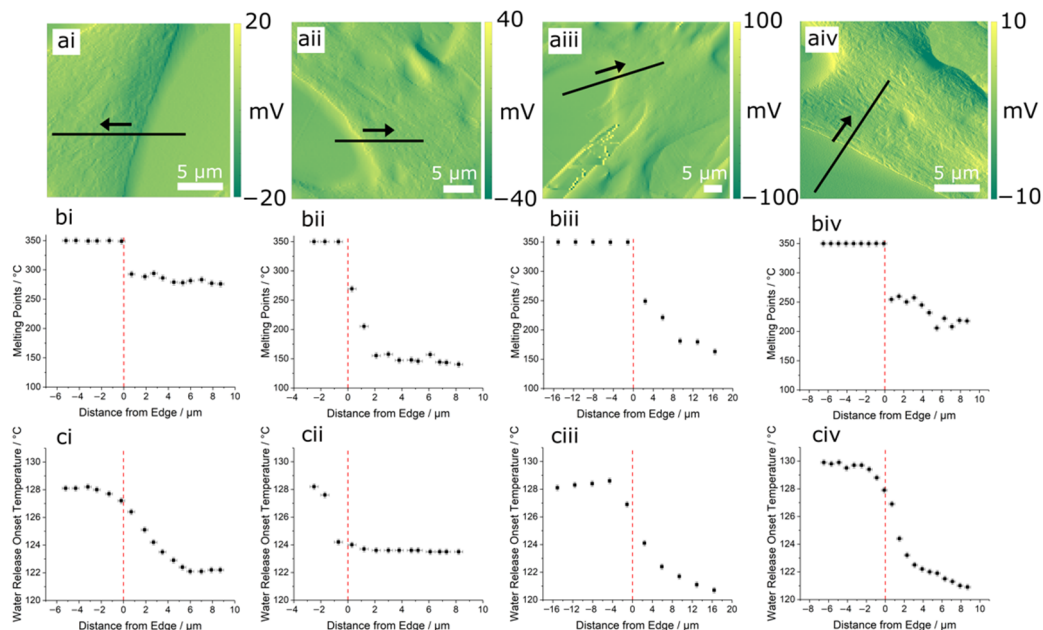 ai
20
mV
−20
5 µm
aii
40
mV
−40
5 µm
aiii
100
mV
−100
5 µm
aiv
10
mV
−10
5 µm
bi
Melting Points / °C
350
300
250
200
150
100
−6 −4 −2 0 2 4 6 8 10
Distance from Edge / µm
bii
Melting Points / °C
350
300
250
200
150
100
−4 −2 0 2 4 6 8 10
Distance from Edge / µm
biii
Melting Points / °C
350
300
250
200
150
100
−16 −12 −8 −4 0 4 8 12 16 20
Distance from Edge / µm
biv
Melting Points / °C
350
300
250
200
150
100
−8 −6 −4 −2 0 2 4 6 8 10
Distance from Edge / µm
ci
Water Release Onset Temperature / °C
130
128
126
124
122
120
−6 −4 −2 0 2 4 6 8 10
Distance from Edge / µm
cii
Water Release Onset Temperature / °C
130
128
126
124
122
120
−4 −2 0 2 4 6 8 10
Distance from Edge / µm
ciii
Water Release Onset Temperature / °C
130
128
126
124
122
120
−16 −12 −8 −4 0 4 8 12 16 20
Distance from Edge / µm
civ
Water Release Onset Temperature / °C
130
128
126
124
122
120
−8 −6 −4 −2 0 2 4 6 8 10
Distance from Edge / µm